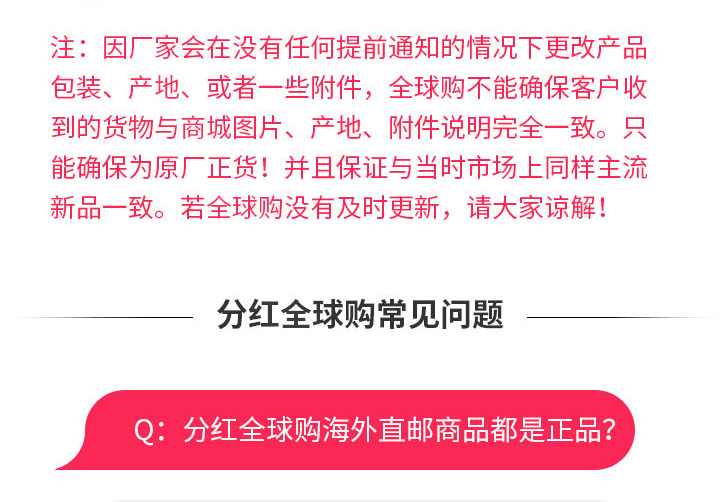 注：因厂家会在没有任何提前通知的情况下更改产品
包装、产地、或者一些附件，全球购不能确保客户收
到的货物与商城图片、产地、附件说明完全一致。只
能确保为原厂正货！并且保证与当时市场上同样主流
新品一致。若全球购没有及时更新，请大家谅解！
分红全球购常见问题
Q：分红全球购海外直邮商品都是正品？